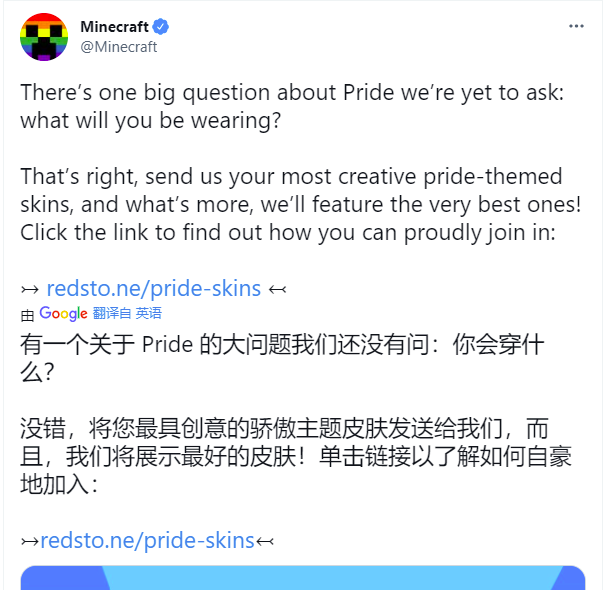 Minecraft
@Minecraft
There's one big question about Pride we're yet to ask:
what will you be wearing?
That's right, send us your most creative pride-themed
skins, and what's more, we'll feature the very best ones!
Click the link to find out how you can proudly join in:
↣ redsto.ne/pride-skins ↢
由 Google 翻译自 英语
有一个关于 Pride 的大问题我们还没有问：你会穿什
么？
没错，将您最具创意的骄傲主题皮肤发送给我们，而
且，我们将展示最好的皮肤！单击链接以了解如何自豪
地加入：
↣redsto.ne/pride-skins↢